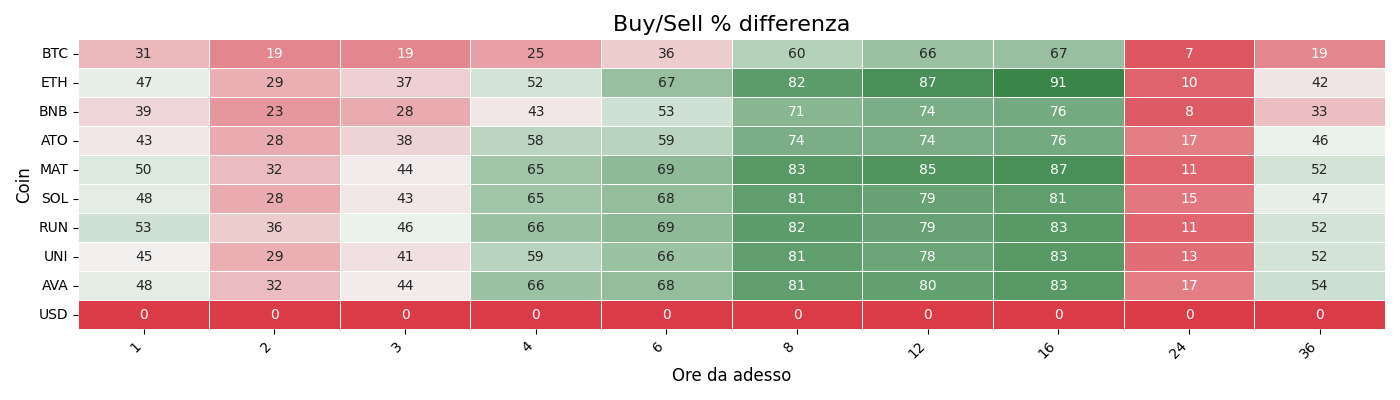 Buy/Sell % differenza
Coin
BTC 31 19 19 25 36 60 66 67 7 19
ETH 47 29 37 52 67 82 87 91 10 42
BNB 39 23 28 43 53 71 74 76 8 33
ATO 43 28 38 58 59 74 74 76 17 46
MAT 50 32 44 65 69 83 85 87 11 52
SOL 48 28 43 65 68 81 79 81 15 47
RUN 53 36 46 66 69 82 79 83 11 52
UNI 45 29 41 59 66 81 78 83 13 52
AVA 48 32 44 66 68 81 80 83 17 54
USD 0 0 0 0 0 0 0 0 0 0
1 2 3 4 6 8 12 16 24 36
Ore da adesso